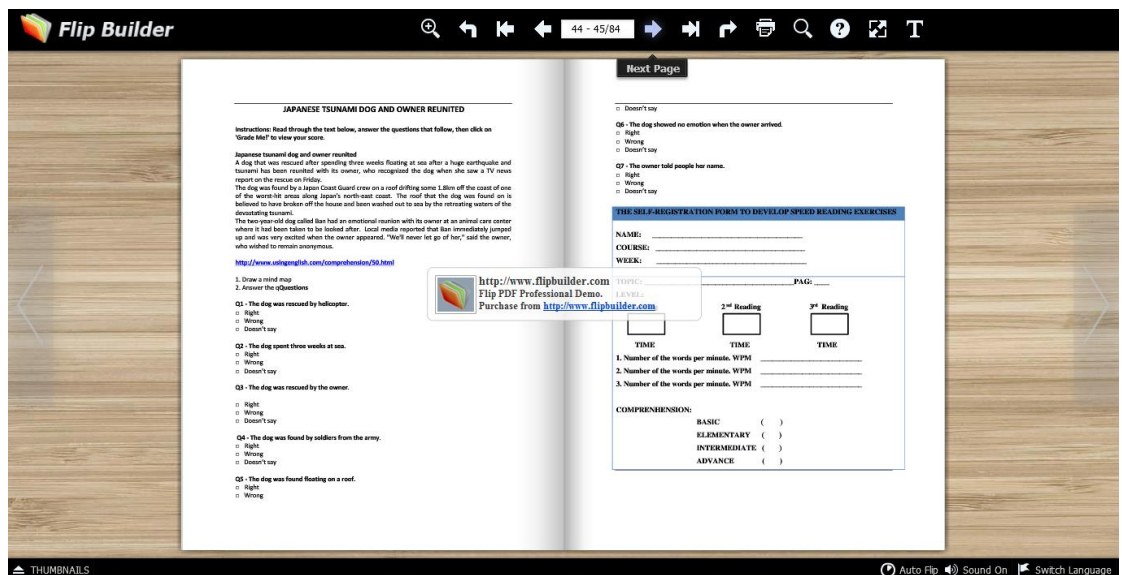 Flip Builder
44 - 45/84
T
Next Page
JAPANESE TSUNAMI DOG AND OWNER REUNITED
Instructions: Read through the text below, answer the questions that follow, then click on
'Grade Me!' to view your score.
Japanese tsunami dog and owner reunited
A dog that was rescued after spending three weeks floating at sea after a huge earthquake and
tsunami has been reunited with its owner, who recognized the dog when she saw a TV news
report on the rescue on Friday.
The dog was found by a Japan Coast Guard crew on a roof drifting some 1.8km off the coast of one
of the worst-hit areas along Japan's north-east coast. The roof that the dog was found on is
believed to have broken off the house and been washed out to sea by the retreating waters of the
devastating tsunami.
The two-year-old dog called Ban had an emotional reunion with its owner at an animal care center
where it had been taken to be looked after. Local media reported that Ban immediately jumped
up and was very excited when the owner appeared. "We'll never let go of her," said the owner,
who wished to remain anonymous.
http://www.usingenglish.com/comprehension/50.html
1. Draw a mind map
2. Answer the qQuestions
Q1 - The dog was rescued by helicopter.
Right
Wrong
Doesn't say
Q2 - The dog spent three weeks at sea.
Right
Wrong
Doesn't say
Q3 - The dog was rescued by the owner.
Right
Wrong
Doesn't say
Q4 - The dog was found by soldiers from the army.
Right
Wrong
Doesn't say
Q5 - The dog was found floating on a roof.
Right
Wrong
Doesn't say
Q6 - The dog showed no emotion when the owner arrived.
Right
Wrong
Doesn't say
Q7 - The owner told people her name.
Right
Wrong
Doesn't say
THE SELF-REGISTRATION FORM TO DEVELOP SPEED READING EXERCISES
NAME:
COURSE:
WEEK:
TOPIC: PAG:
LEVEL:
2nd Reading 3rd Reading
TIME TIME TIME
1. Number of the words per minute. WPM
2. Number of the words per minute. WPM
3. Number of the words per minute. WPM
COMPRENHENSION:
BASIC ( )
ELEMENTARY ( )
INTERMEDIATE ( )
ADVANCE ( )
http://www.flipbuilder.com
Flip PDF Professional Demo.
Purchase from http://www.flipbuilder.com
THUMBNAILS
Auto Flip Sound On Switch Language